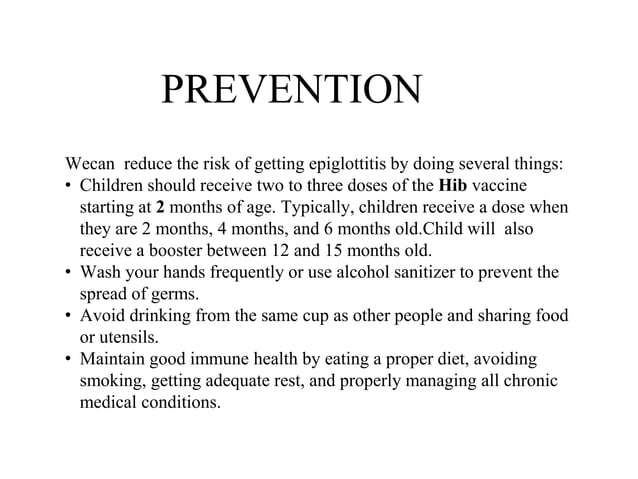 PREVENTION
Wecan  reduce the risk of getting epiglottitis by doing several things:
• Children should receive two to three doses of the Hib vaccine
starting at 2 months of age. Typically, children receive a dose when
they are 2 months, 4 months, and 6 months old.Child will  also
receive a booster between 12 and 15 months old.
• Wash your hands frequently or use alcohol sanitizer to prevent the
spread of germs.
• Avoid drinking from the same cup as other people and sharing food
or utensils.
• Maintain good immune health by eating a proper diet, avoiding
smoking, getting adequate rest, and properly managing all chronic
medical conditions.